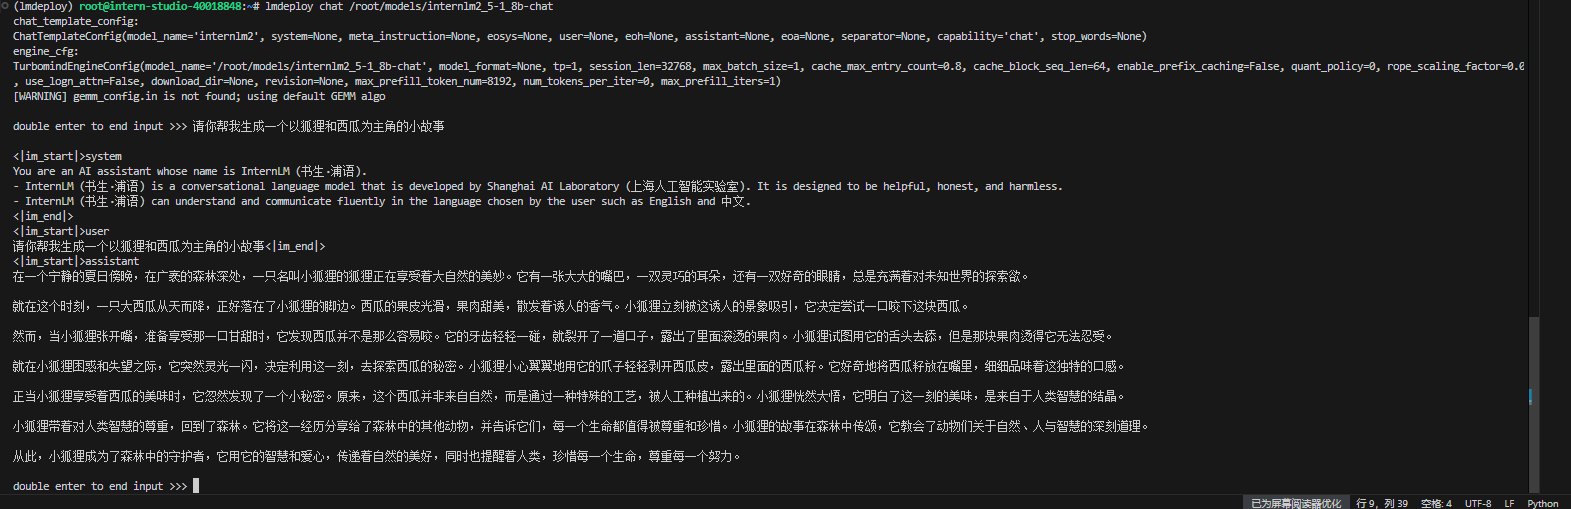 (lmdeploy) root@intern-studio-40018848:~# lmdeploy chat /root/models/internlm2_5-1_8b-chat
chat_template_config:
ChatTemplateConfig(model_name='internlm2', system=None, meta_instruction=None, eosys=None, user=None, eoh=None, assistant=None, eoa=None, separator=None, capability='chat', stop_words=None)
engine_cfg:
TurbomindEngineConfig(model_name='/root/models/internlm2_5-1_8b-chat', model_format=None, tp=1, session_len=32768, max_batch_size=1, cache_max_entry_count=0.8, cache_block_seq_len=64, enable_prefix_caching=False, quant_policy=0, rope_scaling_factor=0.0
, use_logn_attn=False, download_dir=None, revision=None, max_prefill_token_num=8192, num_tokens_per_iter=0, max_prefill_iters=1)
[WARNING] gemm_config.in is not found; using default GEMM algo
double enter to end input >>> 请你帮我生成一个以狐狸和西瓜为主角的小故事
<|im_start|>system
You are an AI assistant whose name is InternLM (书生·浦语).
- InternLM (书生·浦语) is a conversational language model that is developed by Shanghai AI Laboratory (上海人工智能实验室). It is designed to be helpful, honest, and harmless.
- InternLM (书生·浦语) can understand and communicate fluently in the language chosen by the user such as English and 中文.
<|im_end|>
<|im_start|>user
请你帮我生成一个以狐狸和西瓜为主角的小故事<|im_end|>
<|im_start|>assistant
在一个宁静的夏日傍晚，在广袤的森林深处，一只名叫小狐狸的狐狸正在享受着大自然的美妙。它有一张大大的嘴巴，一双灵巧的耳朵，还有一双好奇的眼睛，总是充满着对未知世界的探索欲。
就在这个时刻，一只大西瓜从天而降，正好落在了小狐狸的脚边。西瓜的果皮光滑，果肉甜美，散发着诱人的香气。小狐狸立刻被这诱人的景象吸引，它决定尝试一口咬下这块西瓜。
然而，当小狐狸张开嘴，准备享受那一口甘甜时，它发现西瓜并不是那么容易咬。它的牙齿轻轻一碰，就裂开了一道口子，露出了里面滚烫的果肉。小狐狸试图用它的舌头去舔，但是那块果肉烫得它无法忍受。
就在小狐狸困惑和失望之际，它突然灵光一闪，决定利用这一刻，去探索西瓜的秘密。小狐狸小心翼翼地用它的爪子轻轻剥开西瓜皮，露出里面的西瓜籽。它好奇地将西瓜籽放在嘴里，细细品味着这独特的口感。
正当小狐狸享受着西瓜的美味时，它忽然发现了一个小秘密。原来，这个西瓜并非来自自然，而是通过一种特殊的工艺，被人工种植出来的。小狐狸恍然大悟，它明白了这一刻的美味，是来自于人类智慧的结晶。
小狐狸带着对人类智慧的尊重，回到了森林。它将这一经历分享给了森林中的其他动物，并告诉它们，每一个生命都值得被尊重和珍惜。小狐狸的故事在森林中传颂，它教会了动物们关于自然、人与智慧的深刻道理。
从此，小狐狸成为了森林中的守护者，它用它的智慧和爱心，传递着自然的美好，同时也提醒着人类，珍惜每一个生命，尊重每一个努力。
double enter to end input >>>
已为屏幕阅读器优化 行 9，列 39 空格: 4 UTF-8 LF Python